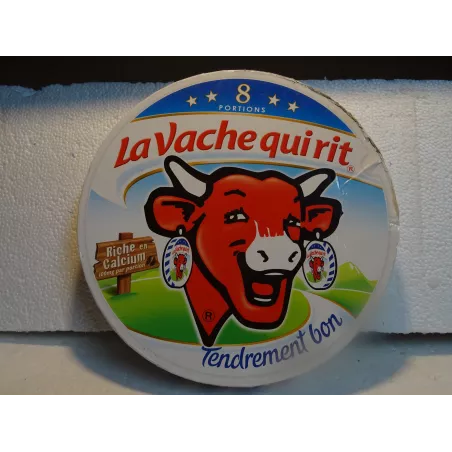 8
PORTIONS
La Vache qui rit
®
Riche en
Calcium
®
Tendrement bon